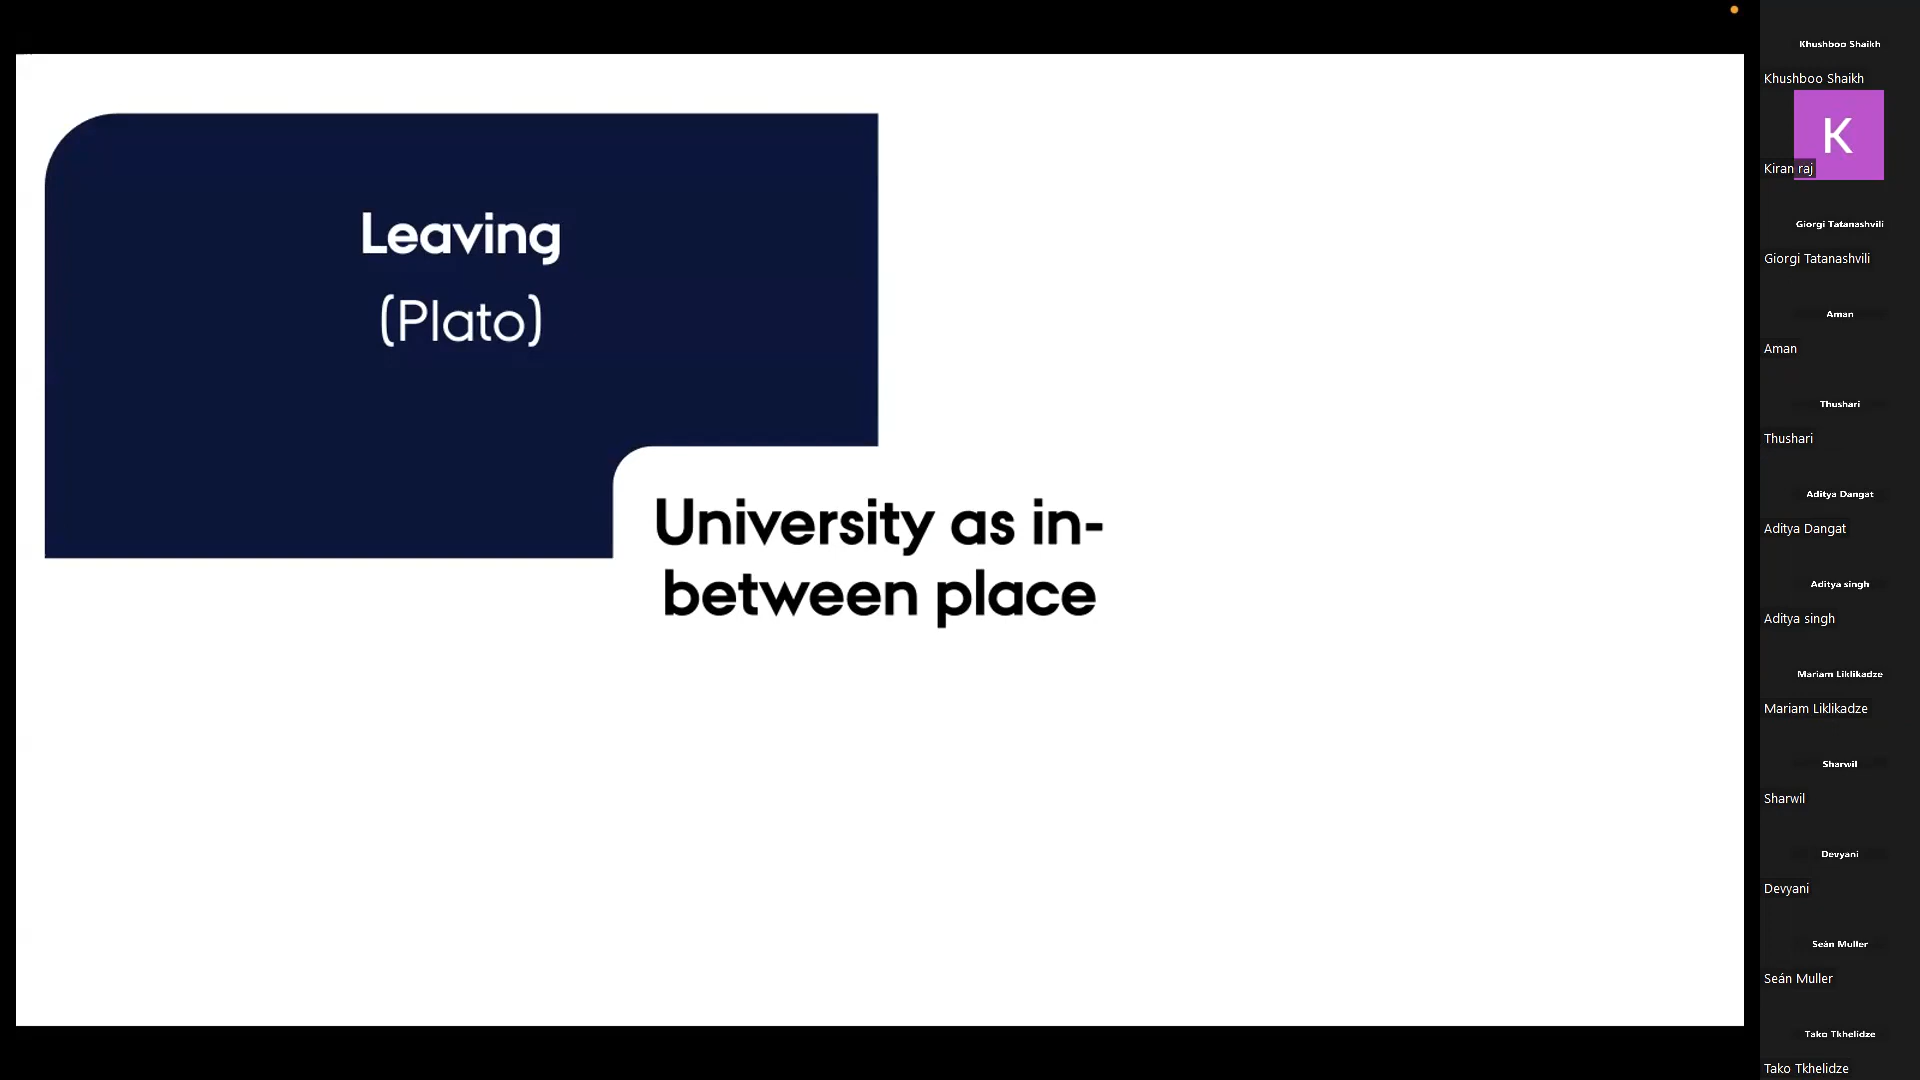 Leaving
(Plato)
University as in-
between place
Khushboo Shaikh
Khushboo Shaikh
K
Kiran raj
Giorgi Tatanashvili
Giorgi Tatanashvili
Aman
Aman
Thushari
Thushari
Aditya Dangat
Aditya Dangat
Aditya singh
Aditya singh
Mariam Liklikadze
Mariam Liklikadze
Sharwil
Sharwil
Devyani
Devyani
Seán Muller
Seán Muller
Tako Tkhelidze
Tako Tkhelidze